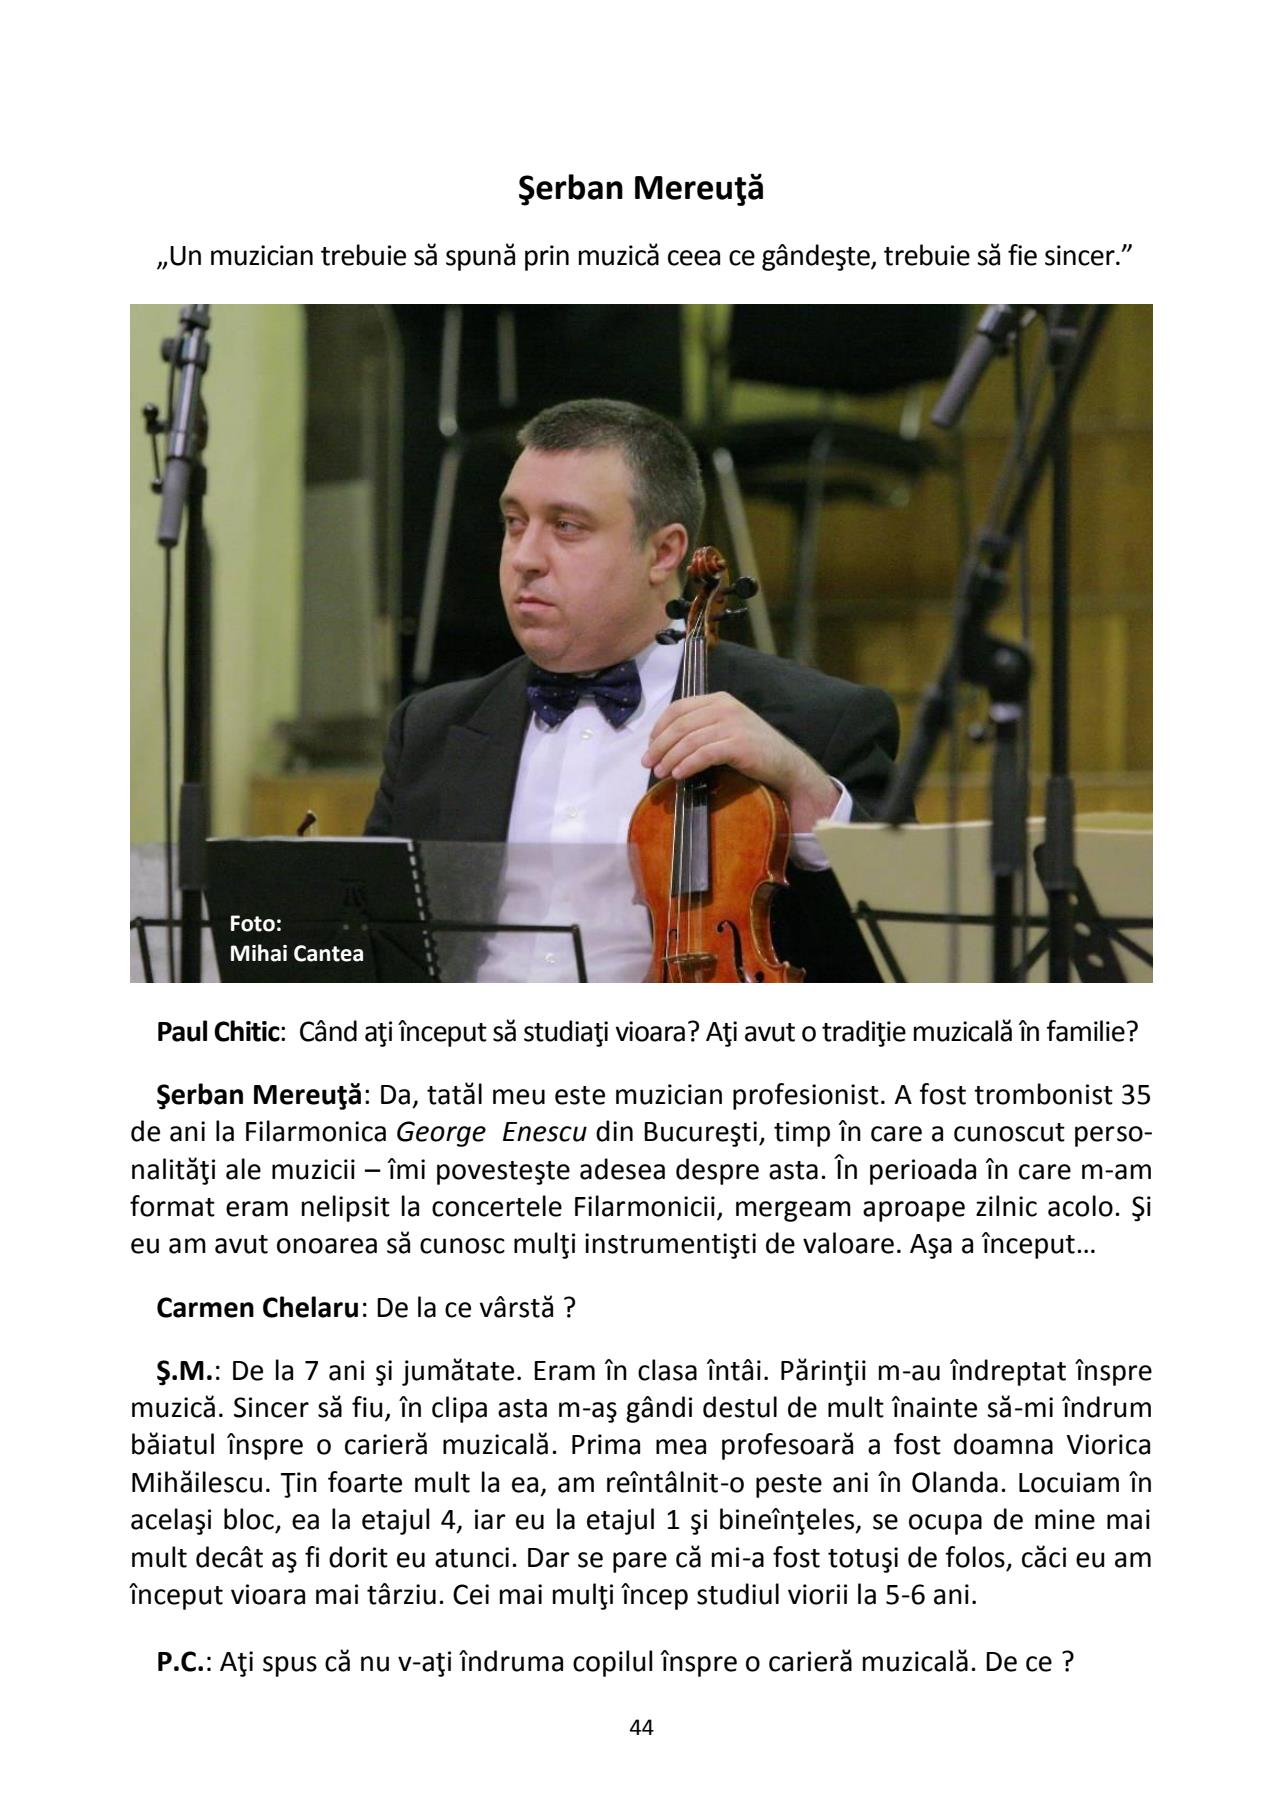 Şerban Mereuţă
„Un muzician trebuie să spună prin muzică ceea ce gândeşte, trebuie să fie sincer.”
Foto:
Mihai Cantea
Paul Chitic: Când aţi început să studiaţi vioara? Aţi avut o tradiţie muzicală în familie?
Şerban Mereuţă: Da, tatăl meu este muzician profesionist. A fost trombonist 35
de ani la Filarmonica George Enescu din Bucureşti, timp în care a cunoscut perso-
nalităţi ale muzicii – îmi povesteşte adesea despre asta. În perioada în care m-am
format eram nelipsit la concertele Filarmonicii, mergeam aproape zilnic acolo. Şi
eu am avut onoarea să cunosc mulţi instrumentişti de valoare. Aşa a început…
Carmen Chelaru: De la ce vârstă ?
Ş.M.: De la 7 ani şi jumătate. Eram în clasa întâi. Părinţii m-au îndreptat înspre
muzică. Sincer să fiu, în clipa asta m-aş gândi destul de mult înainte să-mi îndrum
băiatul înspre o carieră muzicală. Prima mea profesoară a fost doamna Viorica
Mihăilescu. Ţin foarte mult la ea, am reîntâlnit-o peste ani în Olanda. Locuiam în
acelaşi bloc, ea la etajul 4, iar eu la etajul 1 şi bineînţeles, se ocupa de mine mai
mult decât aş fi dorit eu atunci. Dar se pare că mi-a fost totuşi de folos, căci eu am
început vioara mai târziu. Cei mai mulţi încep studiul viorii la 5-6 ani.
P.C.: Aţi spus că nu v-aţi îndruma copilul înspre o carieră muzicală. De ce ?
44